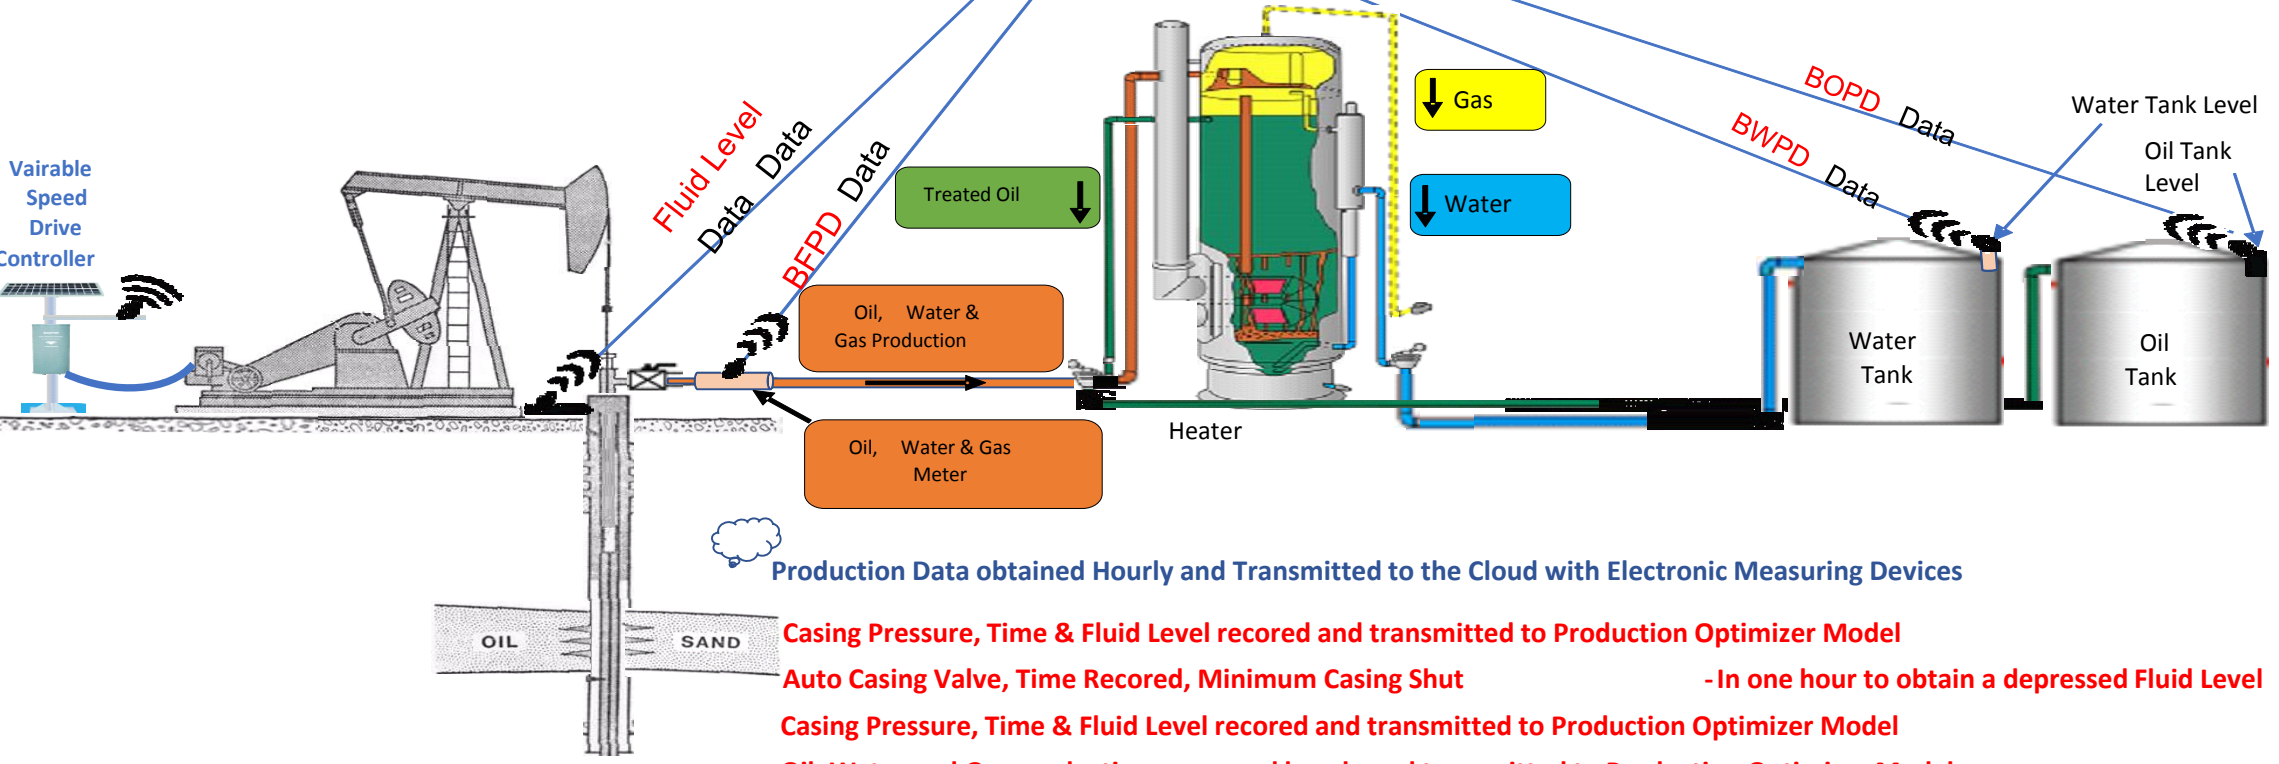 Vairable
Speed
Drive
Controller
Fluid Level
Data Data
BFPD Data
Treated Oil
Gas
Water
BOPD Data
BWPD Data
Water Tank Level
Oil Tank
Level
Oil, Water &
Gas Production
Oil, Water & Gas
Meter
Heater
Water
Tank
Oil
Tank
OIL SAND
Production Data obtained Hourly and Transmitted to the Cloud with Electronic Measuring Devices
Casing Pressure, Time & Fluid Level recored and transmitted to Production Optimizer Model
Auto Casing Valve, Time Recored, Minimum Casing Shut -In one hour to obtain a depressed Fluid Level
Casing Pressure, Time & Fluid Level recored and transmitted to Production Optimizer Model